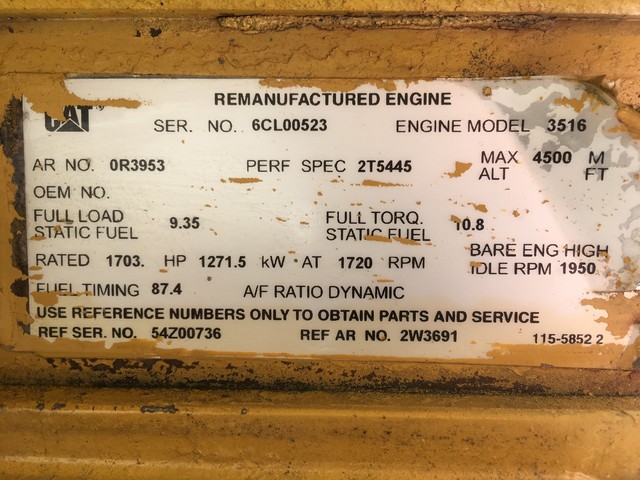 REMANUFACTURED ENGINE
CAT
SER. NO. 6CL00523 ENGINE MODEL 3516
AR NO. 0R3953 PERF SPEC 2T5445 MAX ALT 4500 M FT
OEM NO.
FULL LOAD STATIC FUEL 9.35 FULL TORQ. STATIC FUEL 10.8
RATED 1703. HP 1271.5 kW • AT 1720 RPM BARE ENG HIGH IDLE RPM 1950
FUEL TIMING 87.4 A/F RATIO DYNAMIC
USE REFERENCE NUMBERS ONLY TO OBTAIN PARTS AND SERVICE
REF SER. NO. 54Z00736 REF AR NO. 2W3691 115-5852 2